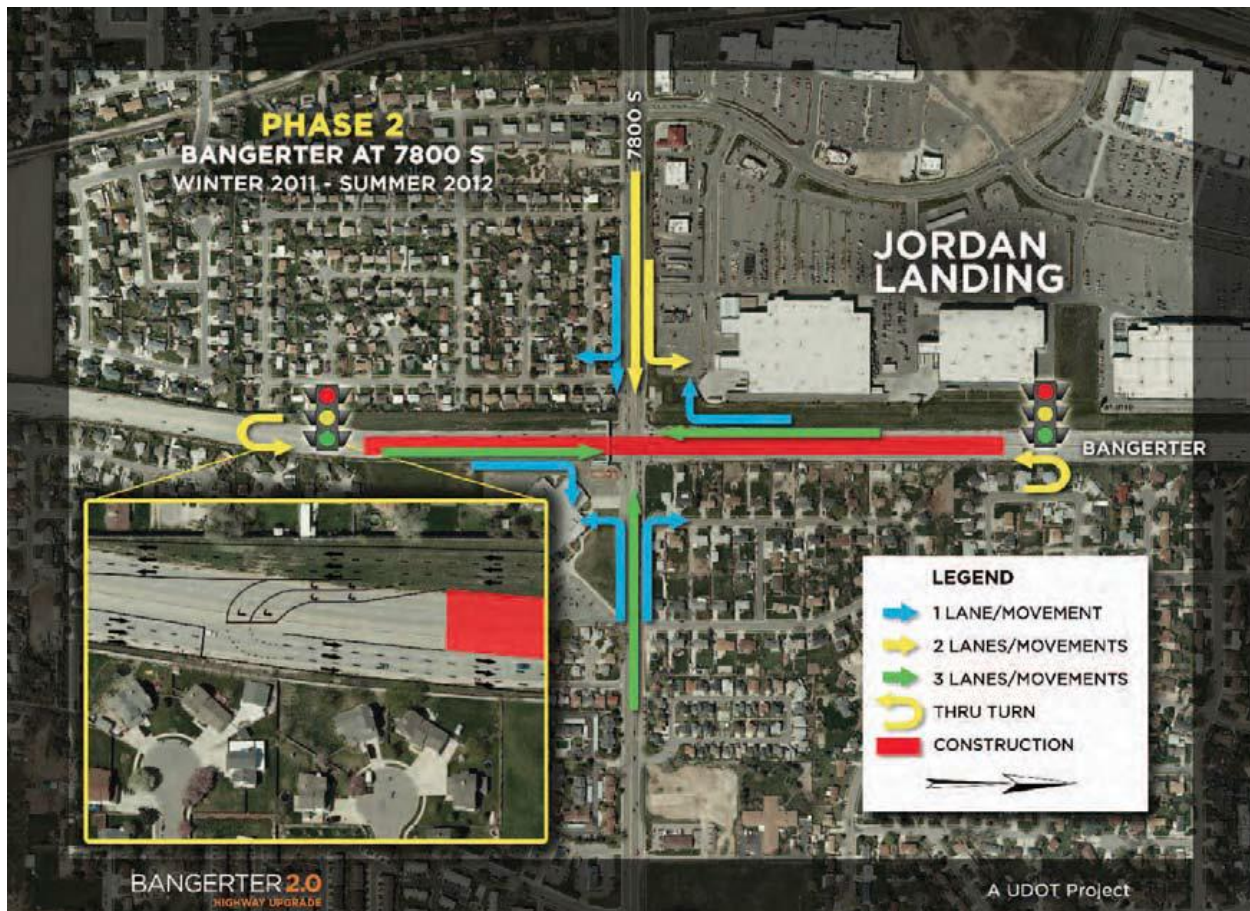 PHASE 2
BANGERTER AT 7800 S
WINTER 2011 - SUMMER 2012
7800 S
JORDAN
LANDING
BANGERTER
LEGEND
1 LANE/MOVEMENT
2 LANES/MOVEMENTS
3 LANES/MOVEMENTS
THRU TURN
CONSTRUCTION
BANGERTER 2.0
HIGHWAY UPGRADE
A UDOT Project